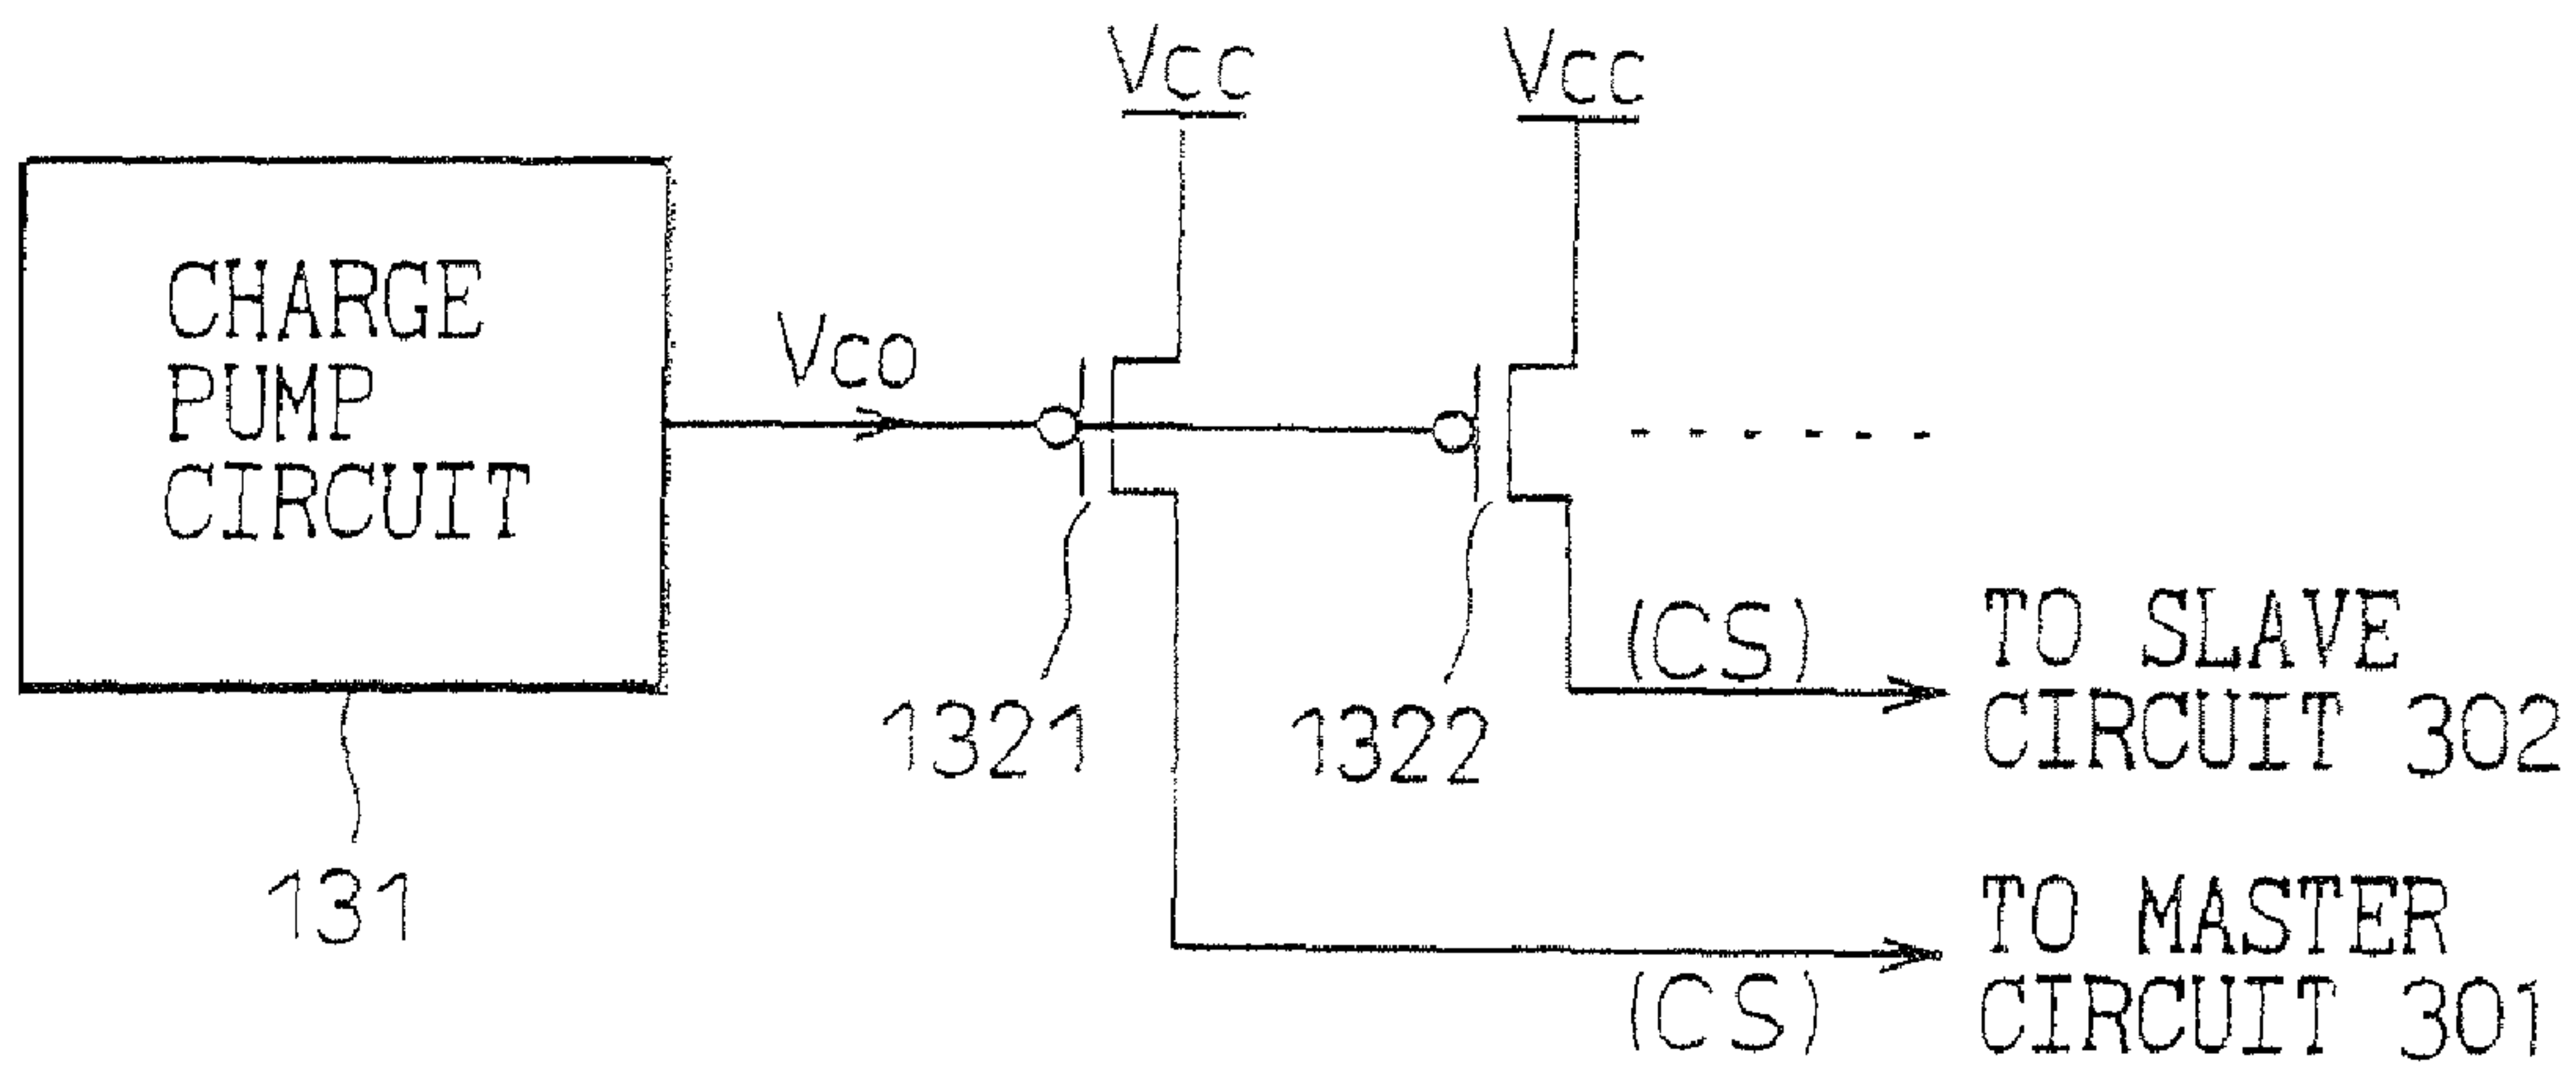 Vcc
Vcc
CHARGE
PUMP
CIRCUIT
Vco
1321
1322
(CS)
TO SLAVE
CIRCUIT 302
131
TO MASTER
CIRCUIT 301
(CS)